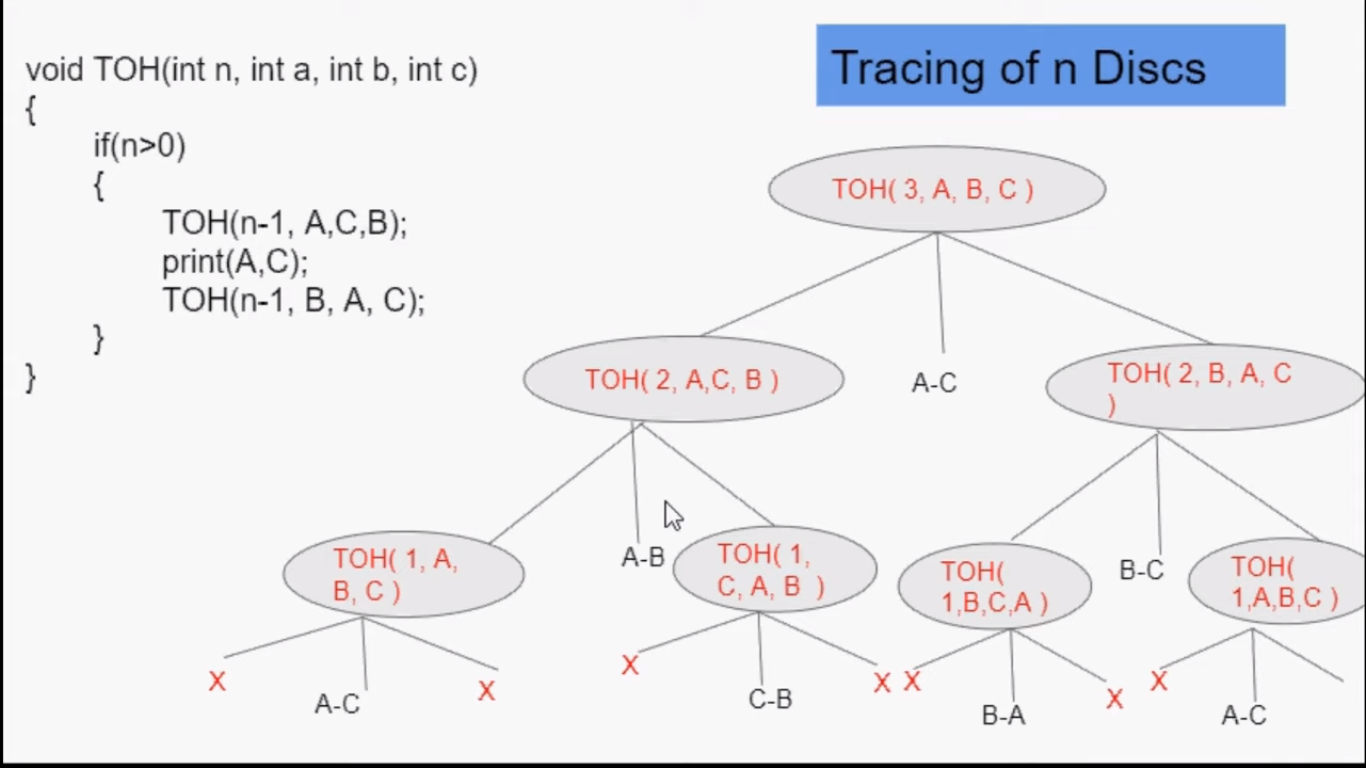 void TOH(int n, int a, int b, int c)
{
if(n>0)
{
TOH(n-1, A,C,B);
print(A,C);
TOH(n-1, B, A, C);
}
}
Tracing of n Discs
TOH( 3, A, B, C )
TOH( 2, A,C, B )
A-C
TOH( 2, B, A, C
)
TOH( 1, A,
B, C )
A-B
TOH( 1,
C, A, B )
TOH(
1,B,C,A )
B-C
TOH(
1,A,B,C )
X
A-C
X
X
C-B
X
X
B-A
X
X
A-C